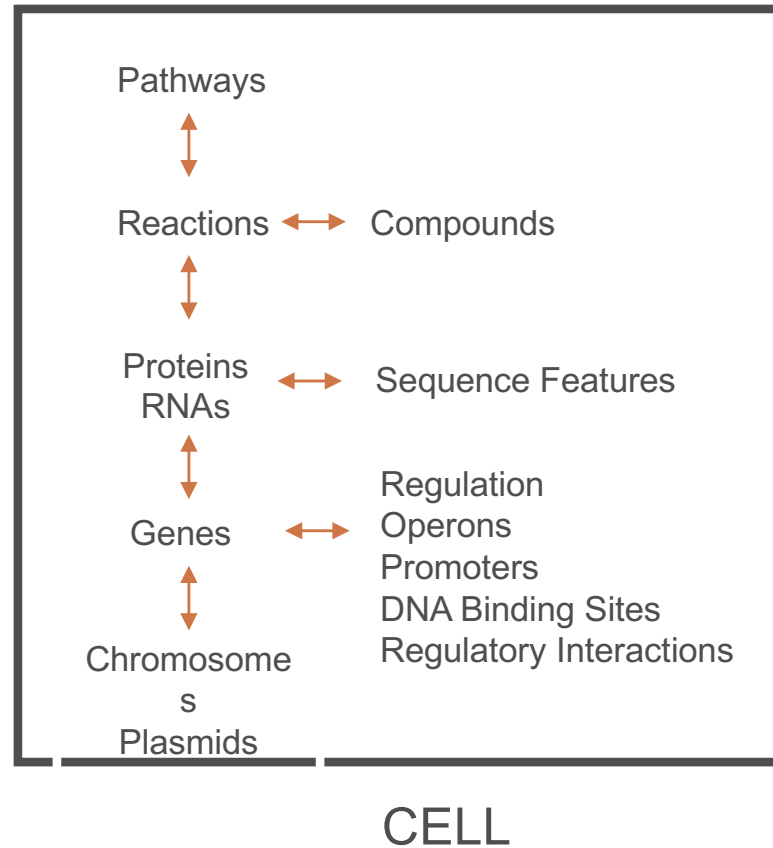 Pathways
Reactions
Compounds
Proteins
RNAs
Sequence Features
Genes
Regulation
Operons
Promoters
DNA Binding Sites
Regulatory Interactions
Chromosome
s
Plasmids
CELL